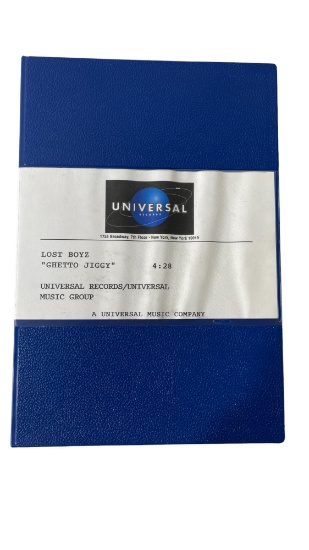 UNIVERSAL
RECORDS
1755 Broadway, 7th Floor • New York, New York 10019
LOST BOYZ
"GHETTO JIGGY" 4:28
UNIVERSAL RECORDS/UNIVERSAL
MUSIC GROUP
A UNIVERSAL MUSIC COMPANY